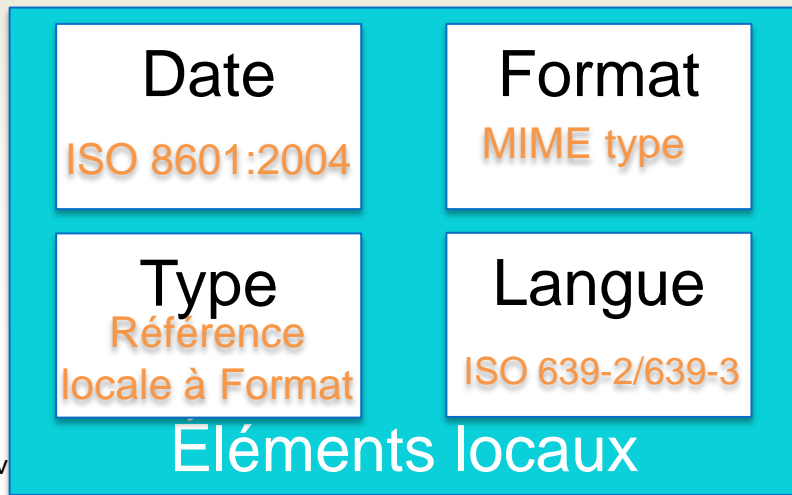 Date
ISO 8601:2004
Format
MIME type
Type
Référence
locale à Format
Langue
ISO 639-2/639-3
Éléments locaux
v